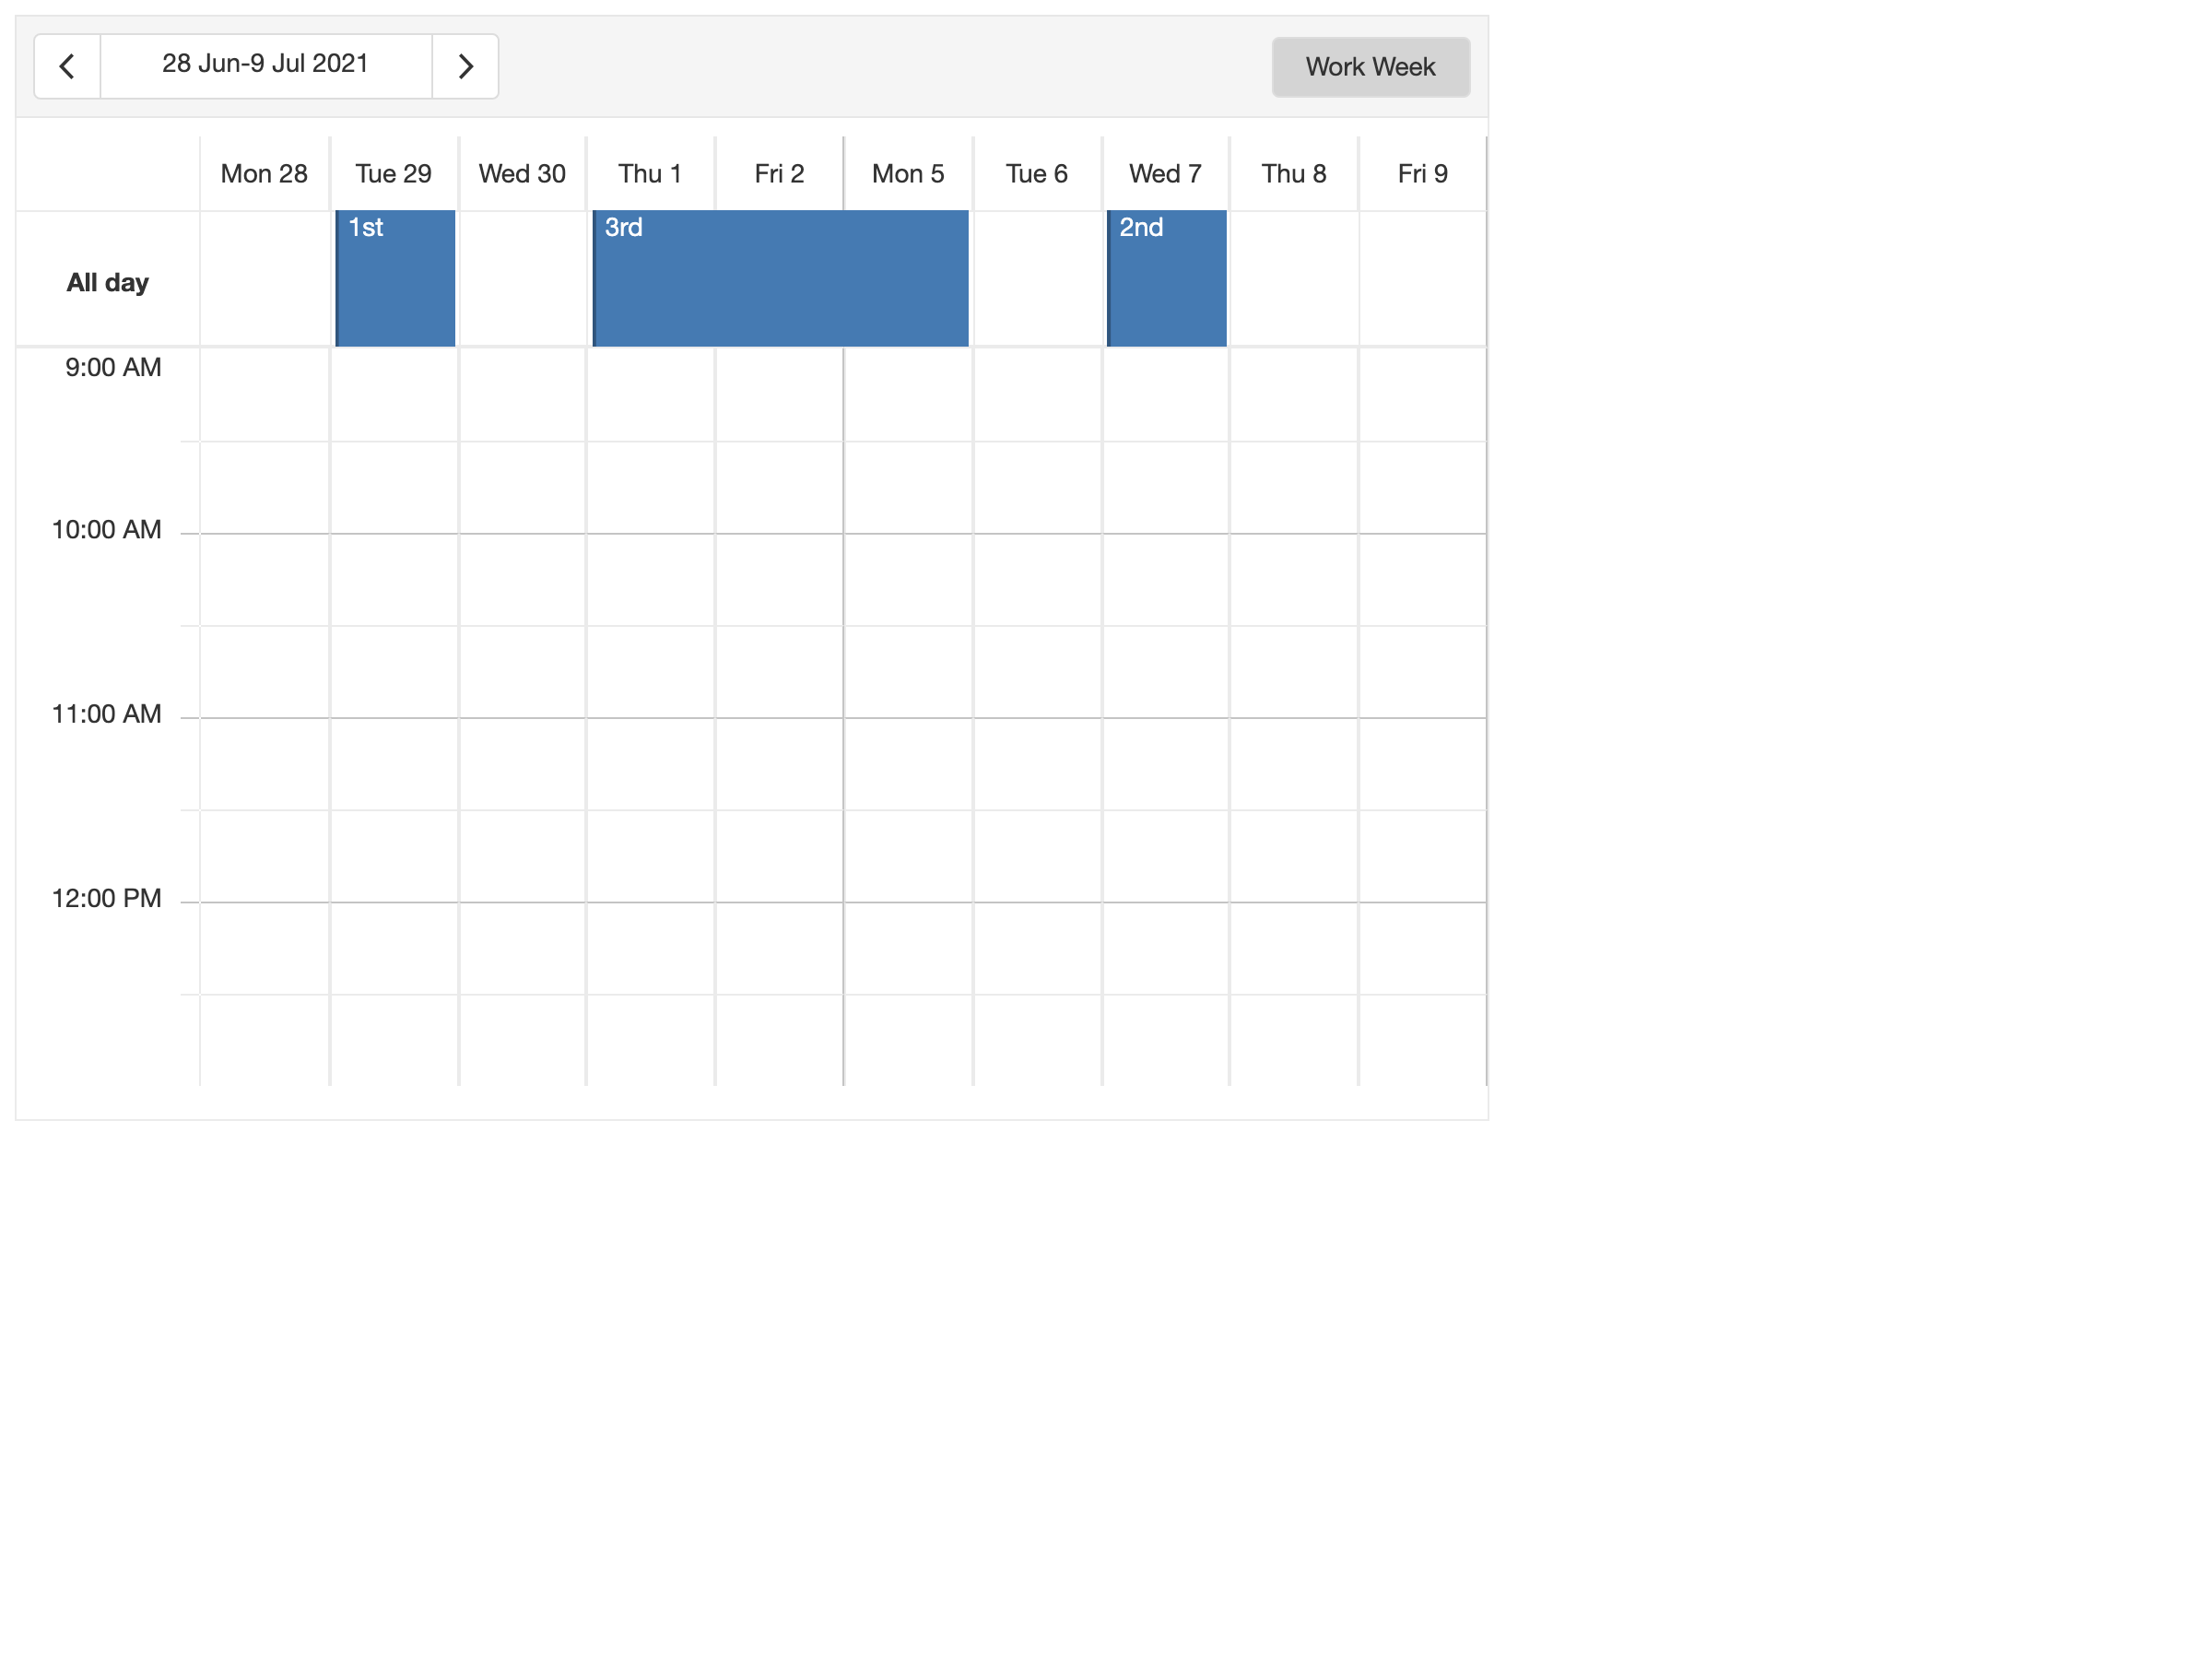 28 Jun-9 Jul 2021
Work Week
Mon 28 Tue 29 Wed 30 Thu 1 Fri 2 Mon 5 Tue 6 Wed 7 Thu 8 Fri 9
1st 3rd 2nd
All day
9:00 AM
10:00 AM
11:00 AM
12:00 PM